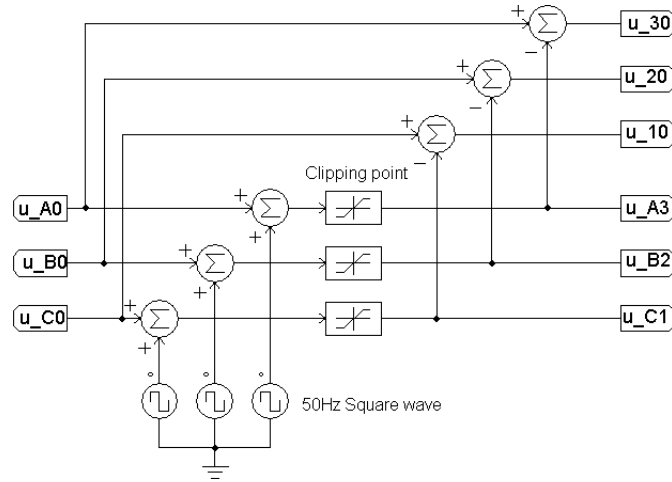 u_30
u_20
u_10
Clipping point
u_A0
u_A3
u_B0
u_B2
u_C0
u_C1
50Hz Square wave